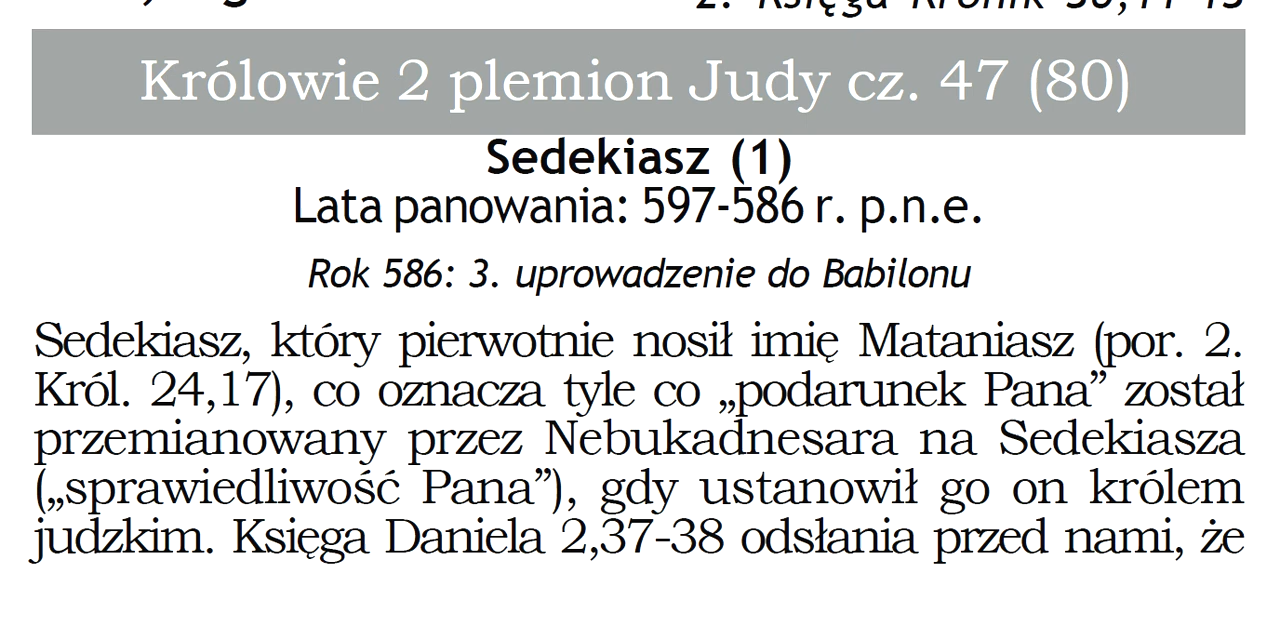 2. Księga Kronik
Królowie 2 plemion Judy cz. 47 (80)
Sedekiasz (1)
Lata panowania: 597-586 r. p.n.e.
Rok 586: 3. uprowadzenie do Babilonu
Sedekiasz, który pierwotnie nosił imię Mataniasz (por. 2.
Król. 24,17), co oznacza tyle co „podarunek Pana” został
przemianowany przez Nebukadnesara na Sedekiasza
(„sprawiedliwość Pana”), gdy ustanowił go on królem
judzkim. Księga Daniela 2,37-38 odsłania przed nami, że